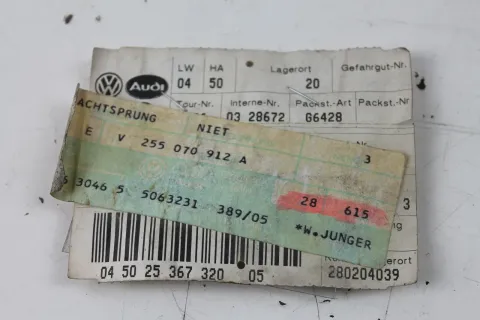 LW HA Lagerort Gefahrgut-Nr.
Audi 04 50 20
Tour-Nr. Interne-Nr. Packst.-Art Packst.-Nr.
03 28672 G6428
ACHTSPRUNG NIET
E V 255 070 912 A 3
3046 5 5063231 389/05 28 615
3
*W.JUNGER
04 50 25 367 320 05 280204039